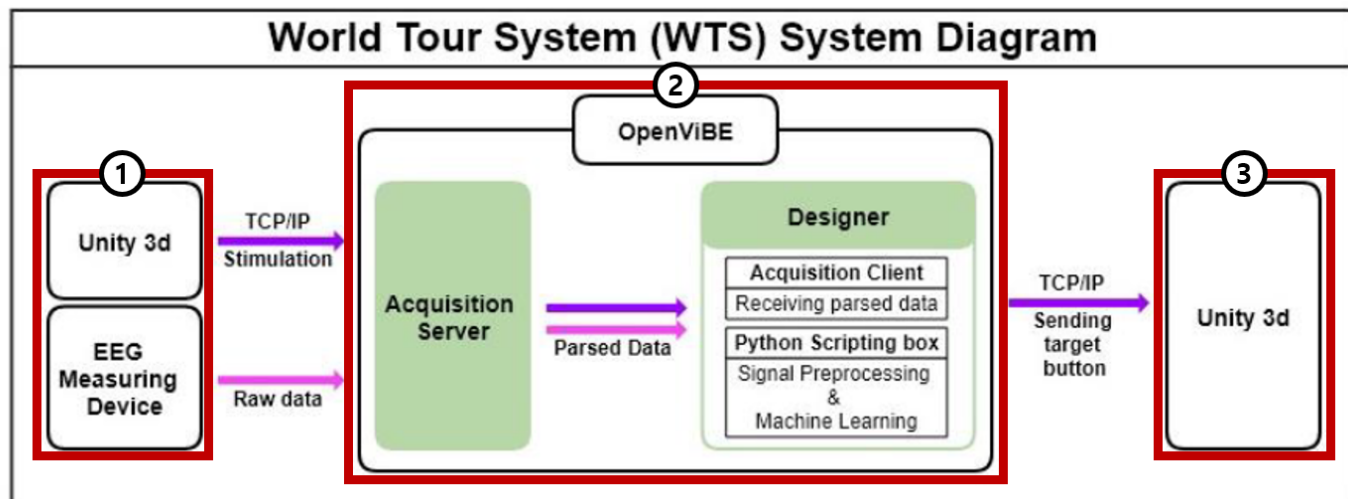 World Tour System (WTS) System Diagram
1
Unity 3d
EEG
Measuring
Device
TCP/IP
Stimulation
Raw data
2
OpenViBE
Acquisition
Server
Parsed Data
Designer
Acquisition Client
Receiving parsed data
Python Scripting box
Signal Preprocessing
&
Machine Learning
TCP/IP
Sending
target
button
3
Unity 3d